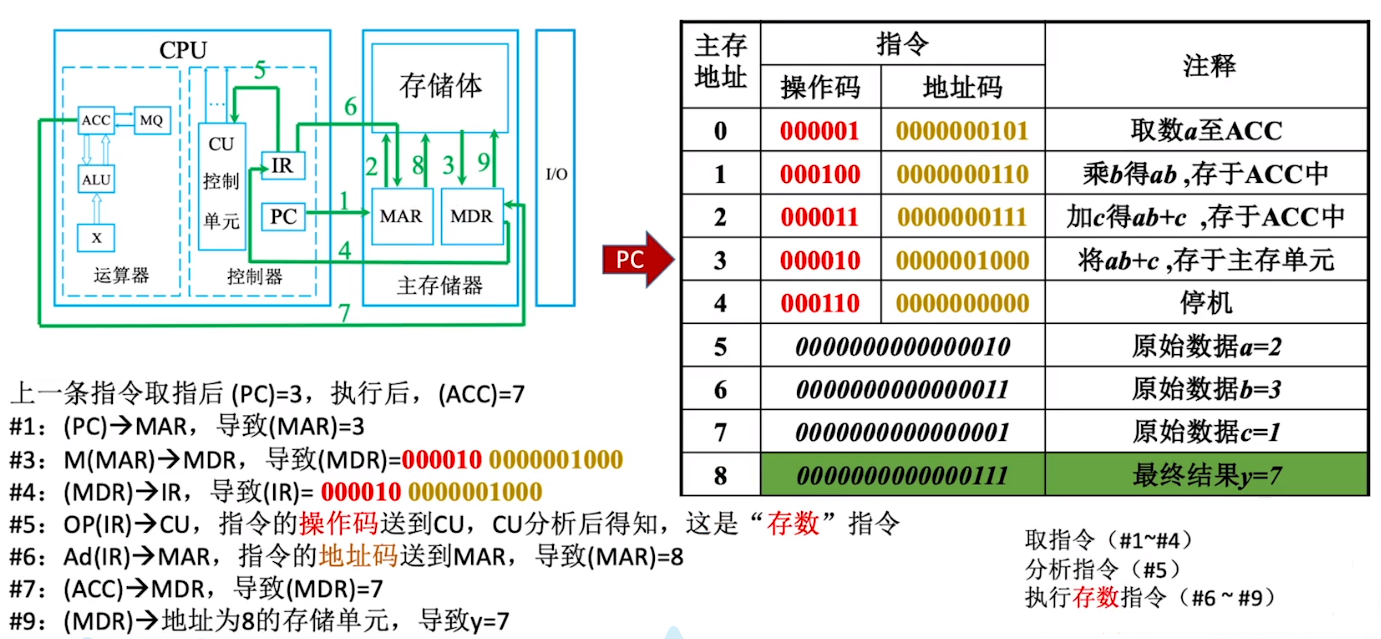 CPU
5
ACC
MQ
ALU
X
运算器
...
CU
控制
单元
IR
PC
控制器
6
存储体
2
8
3
9
1
MAR
MDR
4
主存储器
7
I/O
PC
主存地址 指令 注释
操作码 地址码
0 000001 0000000101 取数a至ACC
1 000100 0000000110 乘b得ab ,存于ACC中
2 000011 0000000111 加c得ab+c ,存于ACC中
3 000010 0000001000 将ab+c ,存于主存单元
4 000110 0000000000 停机
5 0000000000000010 原始数据a=2
6 0000000000000011 原始数据b=3
7 0000000000000001 原始数据c=1
8 0000000000000111 最终结果y=7
上一条指令取指后 (PC)=3，执行后，(ACC)=7
#1：(PC)→MAR，导致(MAR)=3
#3：M(MAR)→MDR，导致(MDR)=000010 0000001000
#4：(MDR)→IR，导致(IR)= 000010 0000001000
#5：OP(IR)→CU，指令的操作码送到CU，CU分析后得知，这是“存数”指令
#6：Ad(IR)→MAR，指令的地址码送到MAR，导致(MAR)=8
#7：(ACC)→MDR，导致(MDR)=7
#9：(MDR)→地址为8的存储单元，导致y=7
取指令（#1~#4）
分析指令（#5）
执行存数指令（#6 ~ #9）